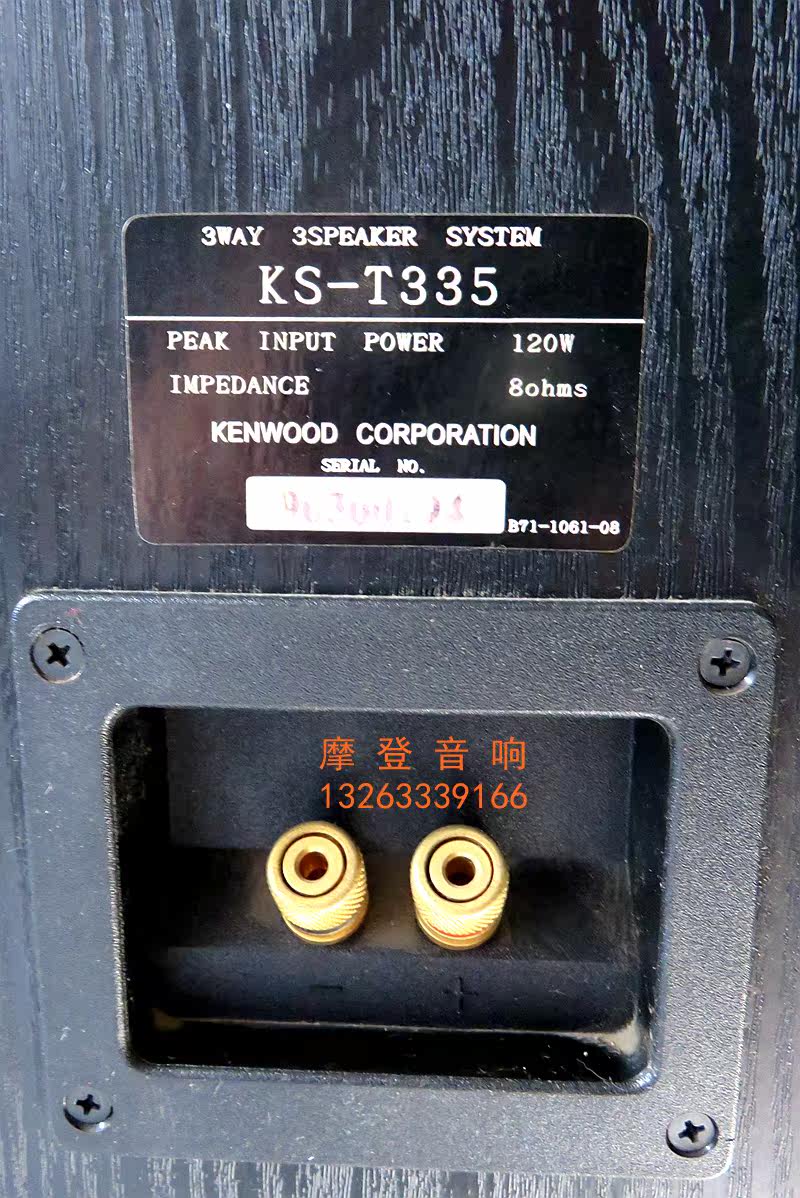 3WAY 3SPEAKER SYSTEM
KS-T335
PEAK INPUT POWER 120W
IMPEDANCE 8ohms
KENWOOD CORPORATION
SERIAL NO.
B71-1061-08
摩登音响
13263339166
- +